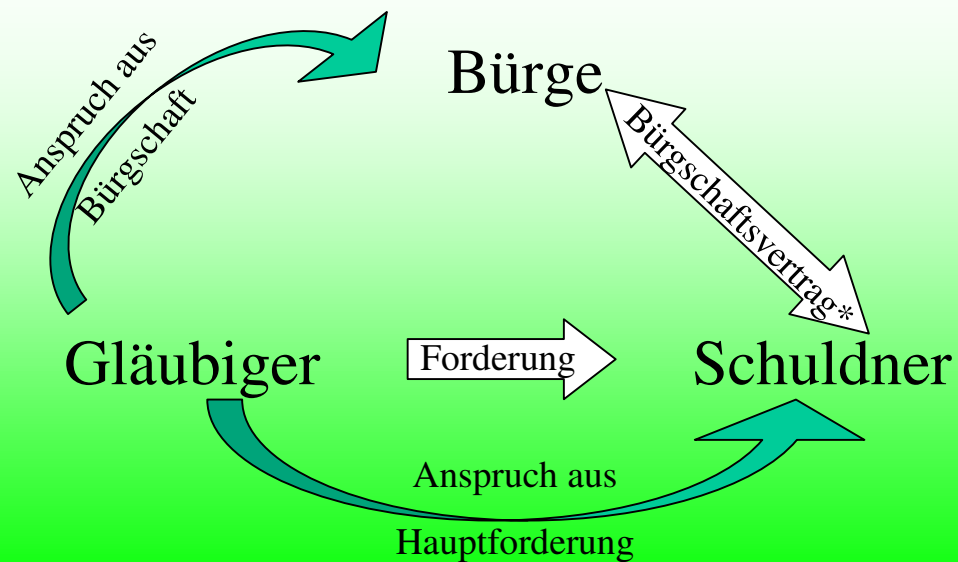 Anspruch aus
Bürgschaft
Bürge
Bürgschaftsvertrag*
Gläubiger
Forderung
Schuldner
Anspruch aus
Hauptforderung